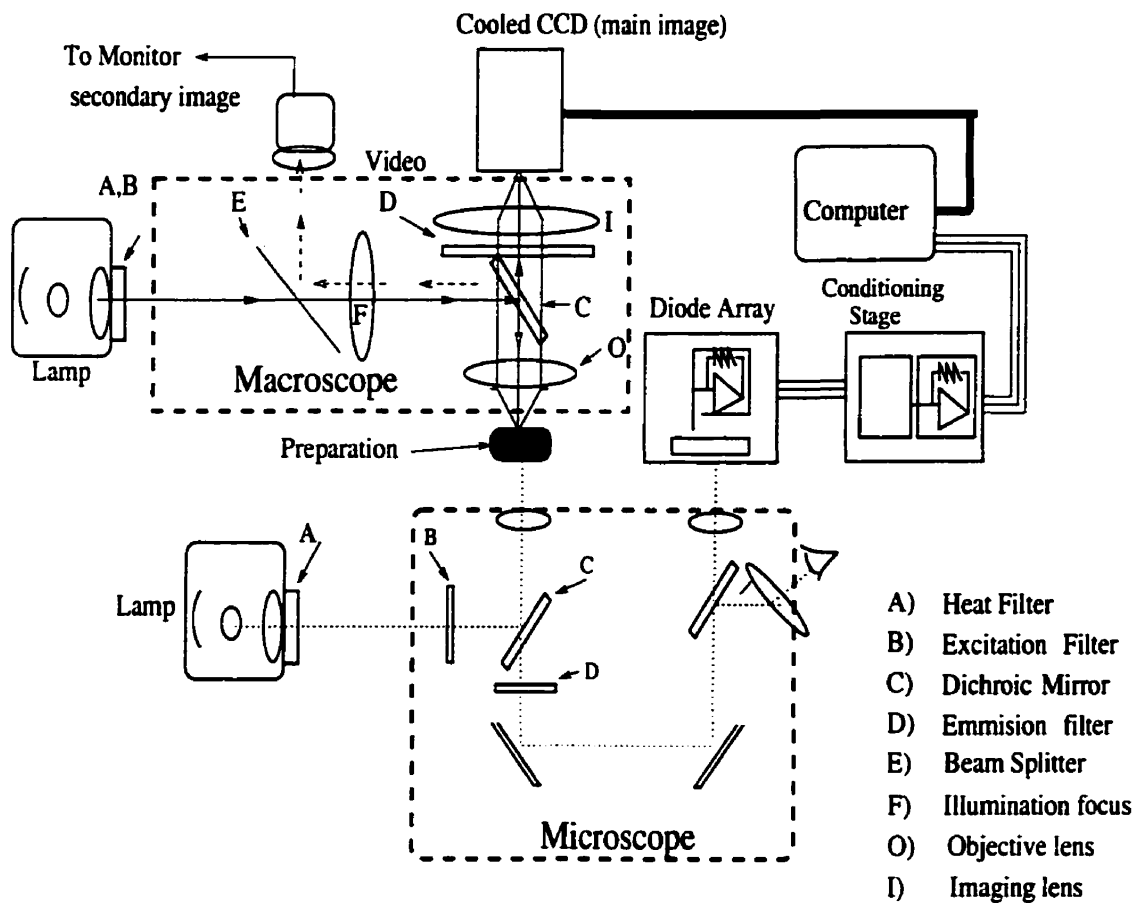 Cooled CCD (main image)
To Monitor
secondary image
Video
A,B
E
D
I
Computer
F
C
Diode Array
Conditioning
Stage
O
Lamp
Macroscope
Preparation
A
B
C
Lamp
D
Microscope
A) Heat Filter
B) Excitation Filter
C) Dichroic Mirror
D) Emmision filter
E) Beam Splitter
F) Illumination focus
O) Objective lens
I) Imaging lens